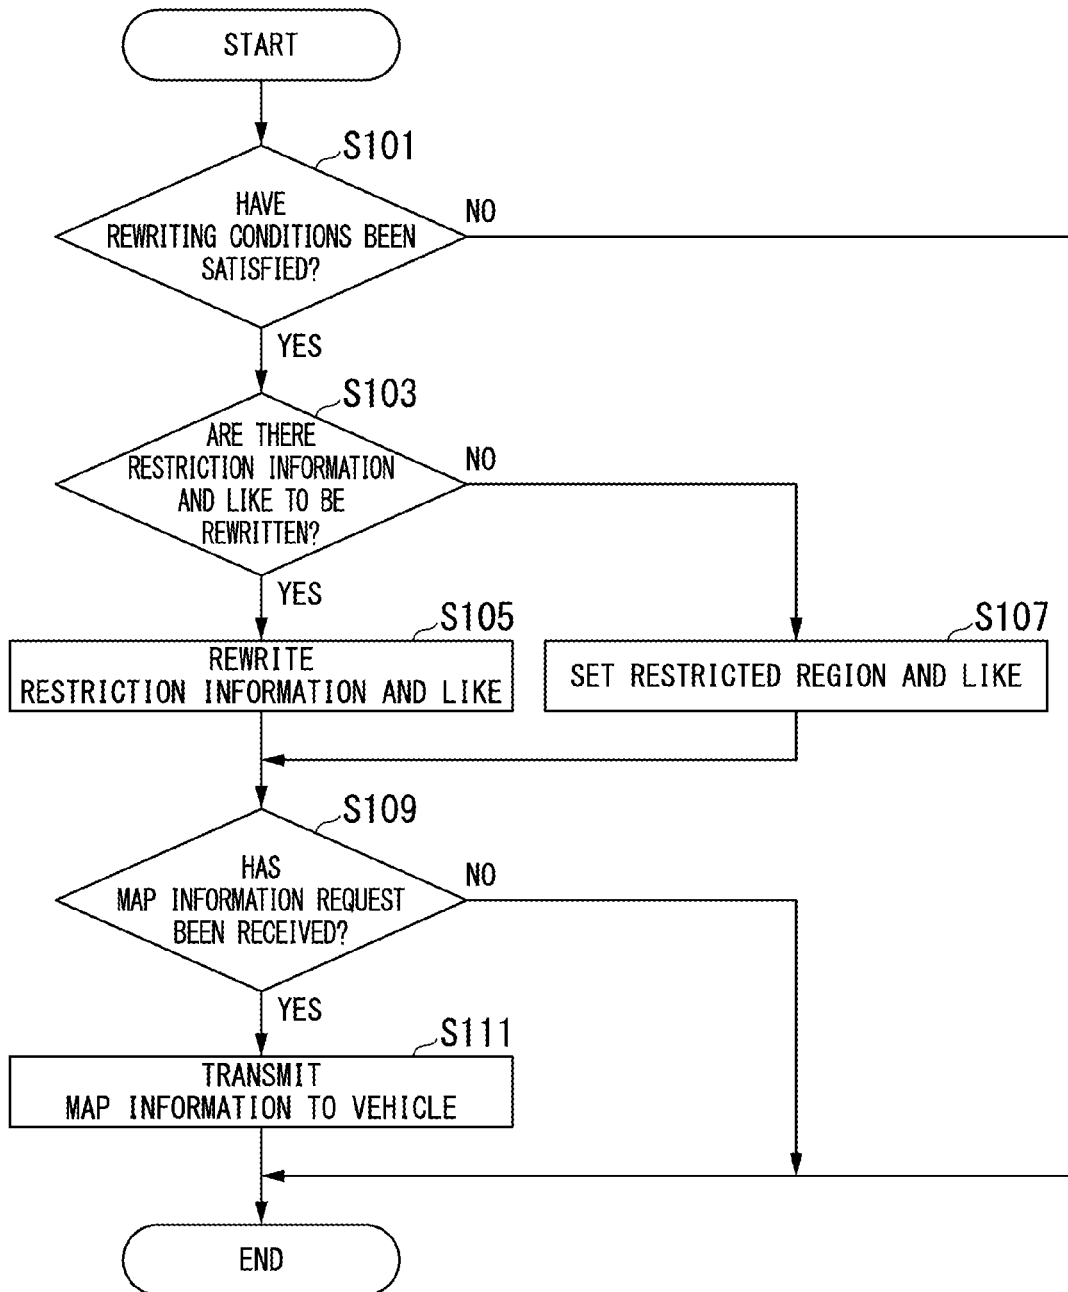 START
S101
HAVE
REWRITING CONDITIONS BEEN
SATISFIED?
NO
YES
S103
ARE THERE
RESTRICTION INFORMATION
AND LIKE TO BE
REWRITTEN?
NO
YES
S105
REWRITE
RESTRICTION INFORMATION AND LIKE
S107
SET RESTRICTED REGION AND LIKE
S109
HAS
MAP INFORMATION REQUEST
BEEN RECEIVED?
NO
YES
S111
TRANSMIT
MAP INFORMATION TO VEHICLE
END